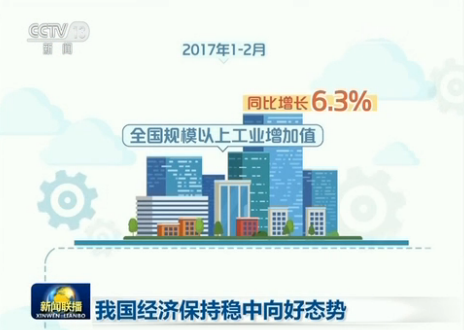 CCTV 13
新闻
2017年1-2月
同比增长6.3%
全国规模以上工业增加值
新闻联播
XINWEN LIANBO
我国经济保持稳中向好态势